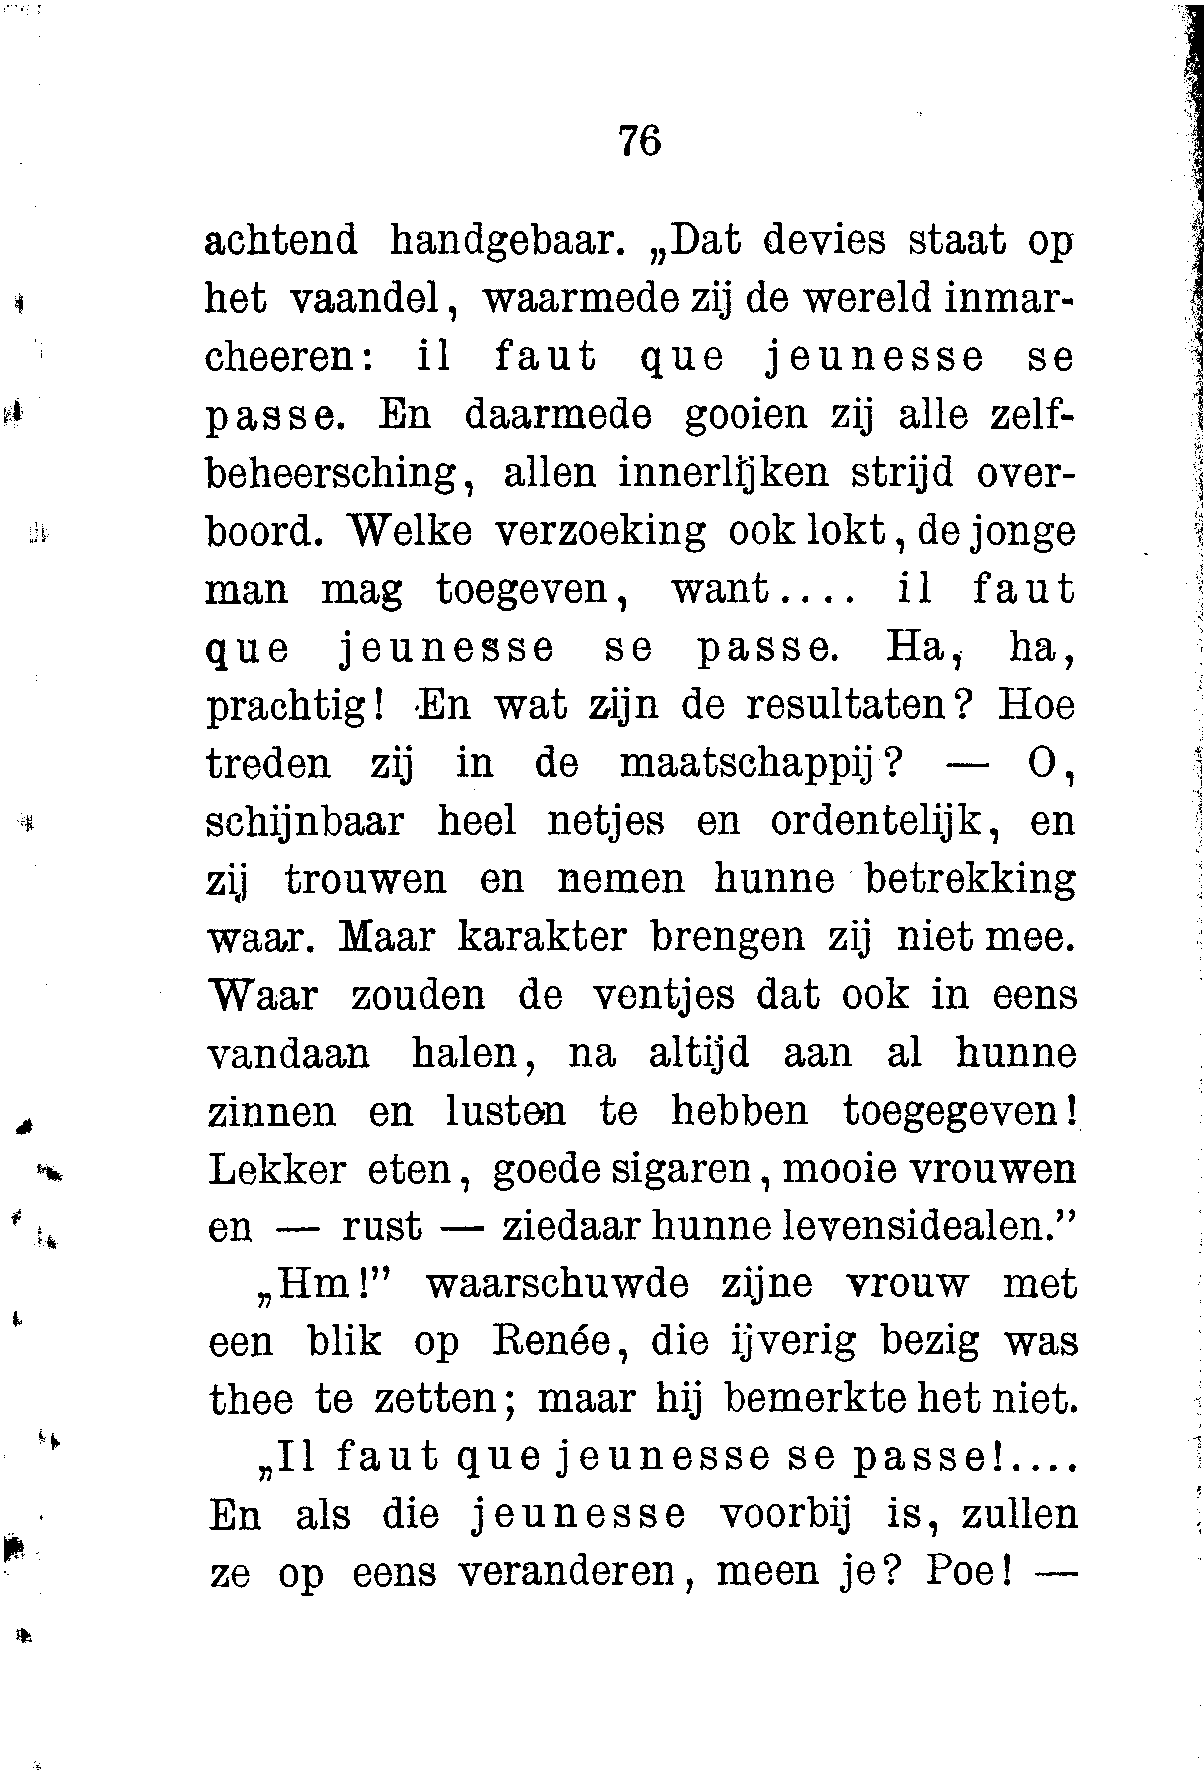 76
achtend handgebaar. „Dat devies staat op
het vaandel, waarmede zij de wereld inmar-
cheeren: il faut que jeunesse se
passe. En daarmede gooien zij alle zelf-
beheersching, allen innerlijken strijd over-
boord. Welke verzoeking ook lokt, de jonge
man mag toegeven, want.... il faut
que jeunesse se passe. Ha, ha,
prachtig! En wat zijn de resultaten? Hoe
treden zij in de maatschappij? — O,
schijnbaar heel netjes en ordentelijk, en
zij trouwen en nemen hunne betrekking
waar. Maar karakter brengen zij niet mee.
Waar zouden de ventjes dat ook in eens
vandaan halen, na altijd aan al hunne
zinnen en lusten te hebben toegegeven!
Lekker eten, goede sigaren, mooie vrouwen
en — rust — ziedaar hunne levensidealen.”
„Hm!” waarschuwde zijne vrouw met
een blik op Renée, die ijverig bezig was
thee te zetten; maar hij bemerkte het niet.
„Il faut que jeunesse se passe!....
En als die jeunesse voorbij is, zullen
ze op eens veranderen, meen je? Poe! —